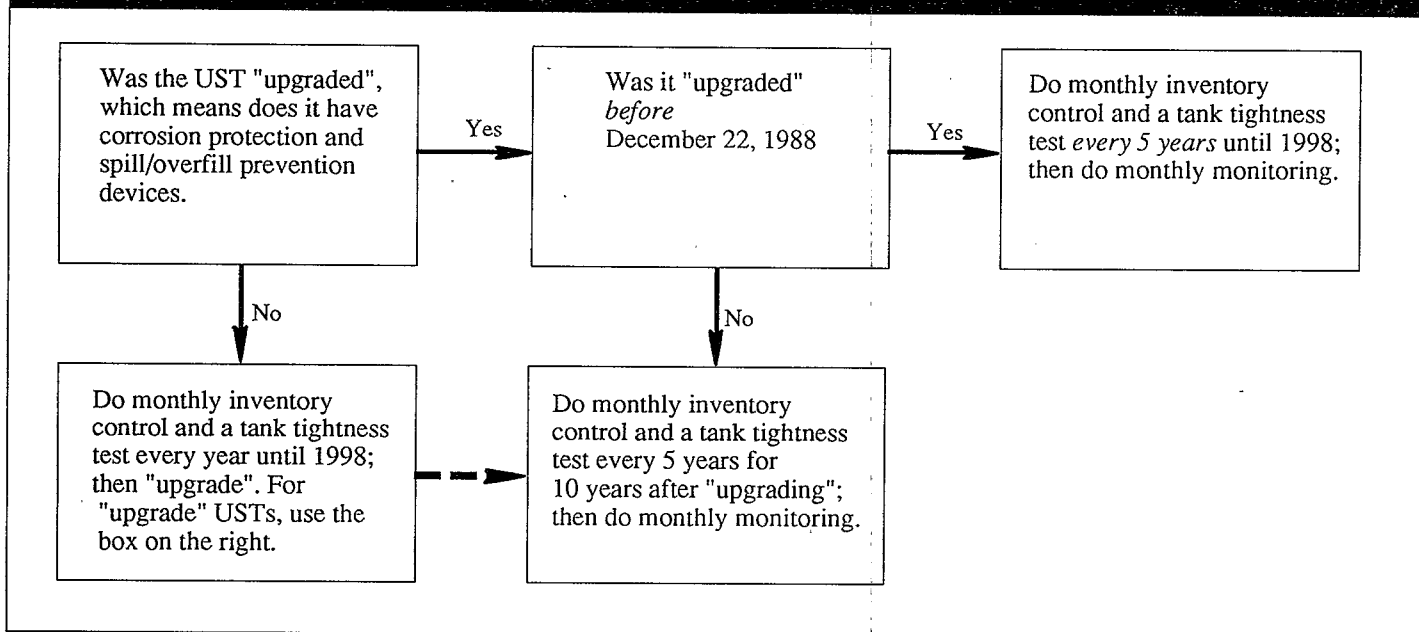 Was the UST "upgraded",
which means does it have
corrosion protection and
spill/overfill prevention
devices.
Yes
Was it "upgraded"
before
December 22, 1988
Yes
Do monthly inventory
control and a tank tightness
test every 5 years until 1998;
then do monthly monitoring.
No
No
Do monthly inventory
control and a tank tightness
test every year until 1998;
then "upgrade". For
"upgrade" USTs, use the
box on the right.
Do monthly inventory
control and a tank tightness
test every 5 years for
10 years after "upgrading";
then do monthly monitoring.